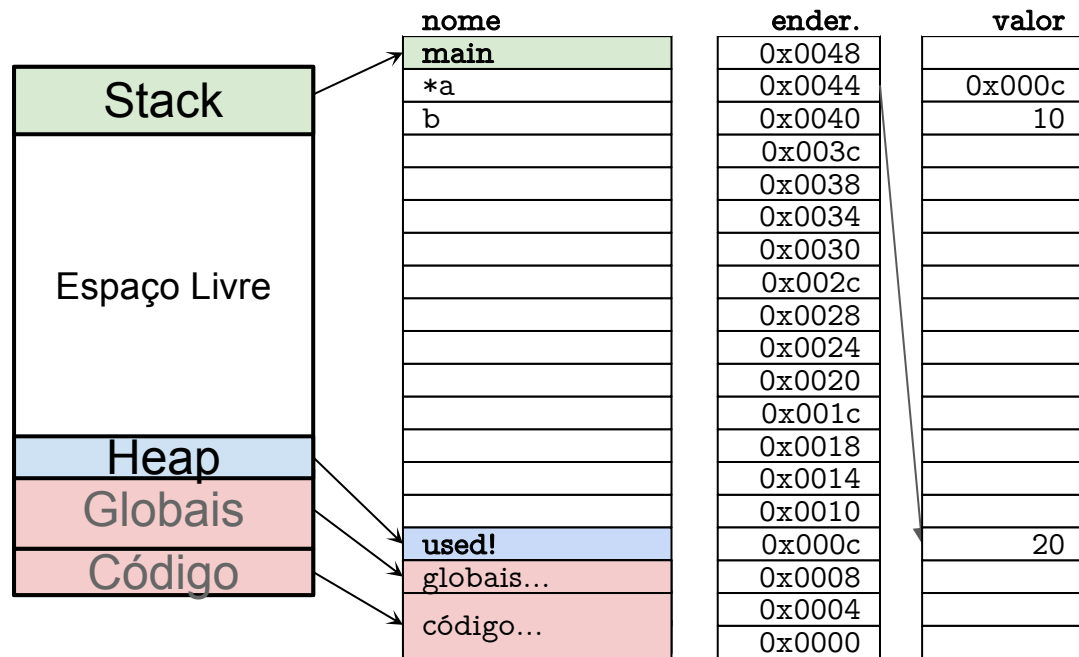 nome ender. valor
main 0x0048
Stack
*a 0x0044 0x000c
b 0x0040 10
0x003c
0x0038
0x0034
0x0030
Espaço Livre
0x002c
0x0028
0x0024
0x0020
0x001c
Heap
0x0018
0x0014
Globais
0x0010
used! 0x000c 20
Código
globais... 0x0008
código...
0x0004
0x0000